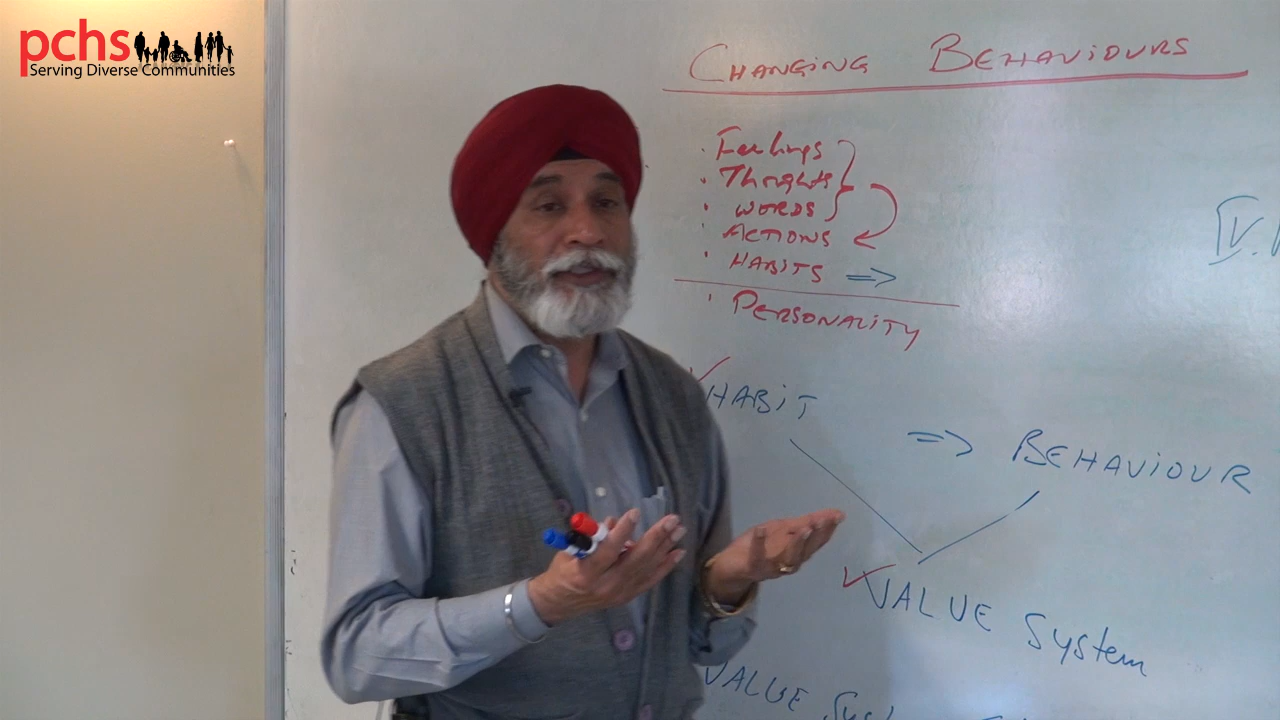 pchs
Serving Diverse Communities
CHANGING BEHAVIOURS
. Feelings
. Thoughts
. WORDS
. ACTIONS
. HABITS =>
. PERSONALITY
HABIT => BEHAVIOUR
VALUE System
VALUE